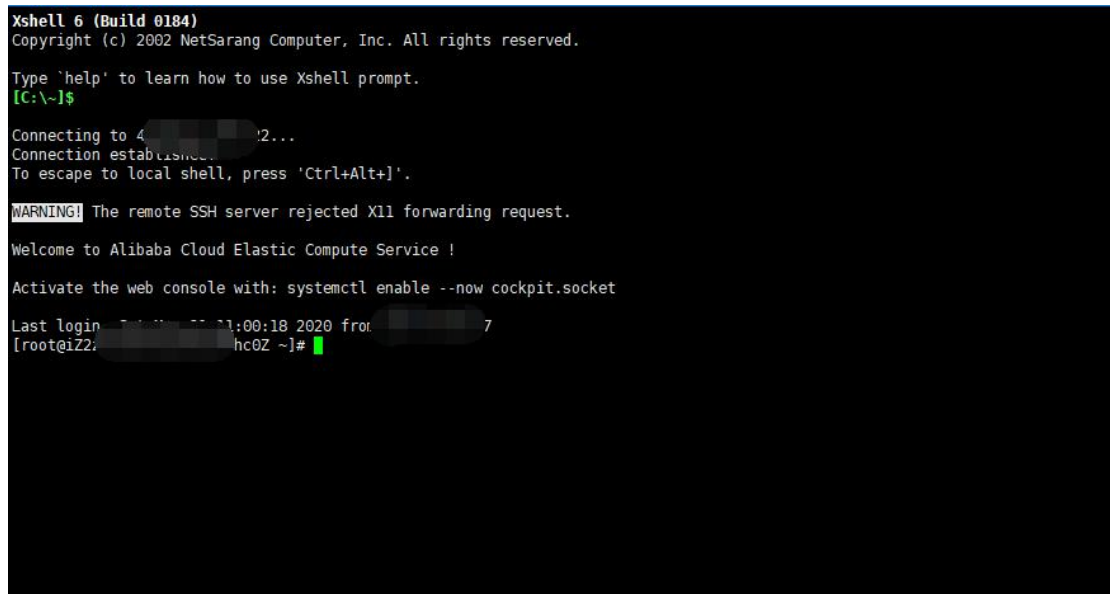 Xshell 6 (Build 0184)
Copyright (c) 2002 NetSarang Computer, Inc. All rights reserved.
Type `help' to learn how to use Xshell prompt.
[C:\~]$
Connecting to
Connection
To escape to local shell, press 'Ctrl+Alt+]'.
WARNING! The remote SSH server rejected X11 forwarding request.
Welcome to Alibaba Cloud Elastic Compute Service !
Activate the web console with: systemctl enable --now cockpit.socket
Last login 2020 from
~]#